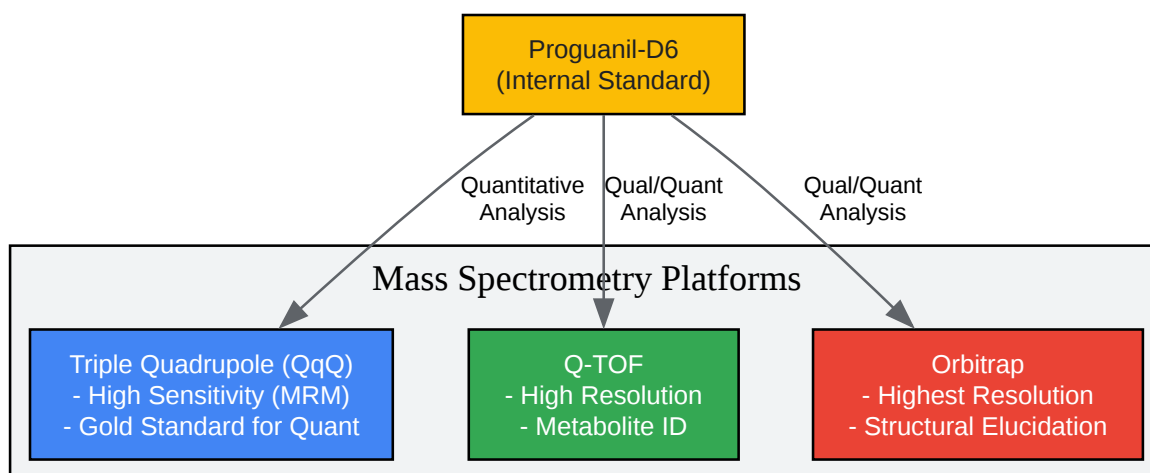 Proguanil-D6
(Internal Standard)
Quantitative
Analysis
Qual/Quant
Analysis
Qual/Quant
Analysis
Mass Spectrometry Platforms
Triple Quadrupole (QqQ)
- High Sensitivity (MRM)
- Gold Standard for Quant
Q-TOF
- High Resolution
- Metabolite ID
Orbitrap
- Highest Resolution
- Structural Elucidation